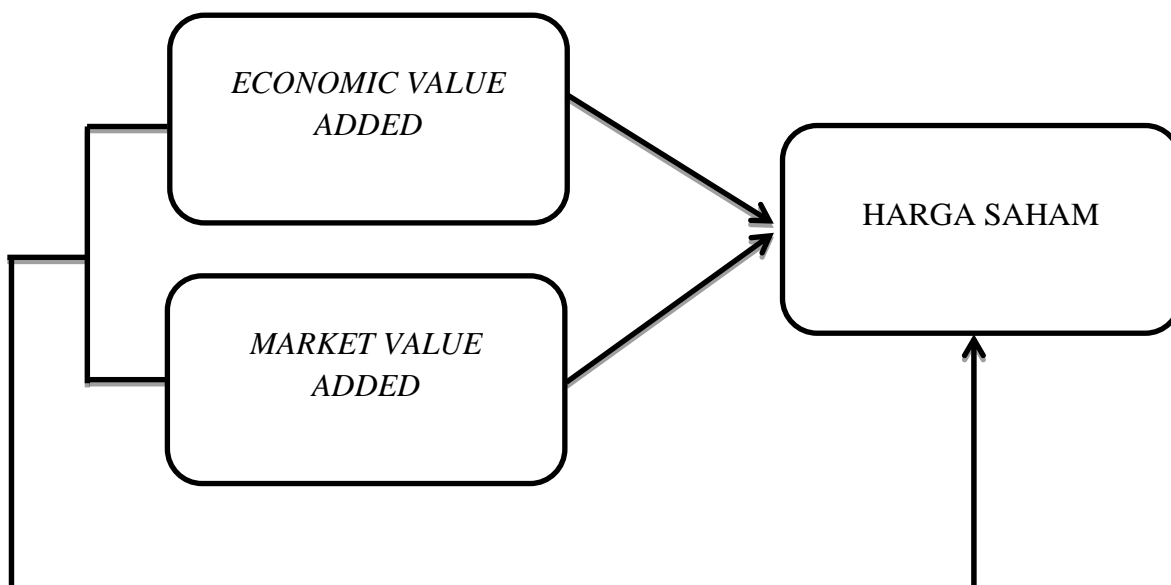 ECONOMIC VALUE
ADDED
HARGA SAHAM
MARKET VALUE
ADDED